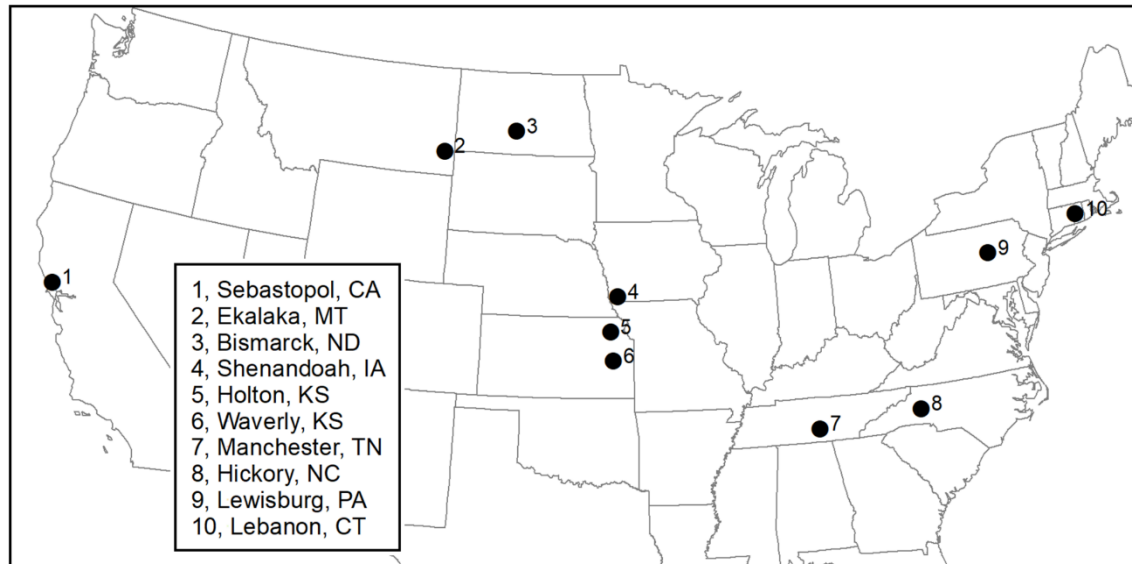 1
2
3
4
5
6
7
8
9
10
1, Sebastopol, CA
2, Ekalaka, MT
3, Bismarck, ND
4, Shenandoah, IA
5, Holton, KS
6, Waverly, KS
7, Manchester, TN
8, Hickory, NC
9, Lewisburg, PA
10, Lebanon, CT